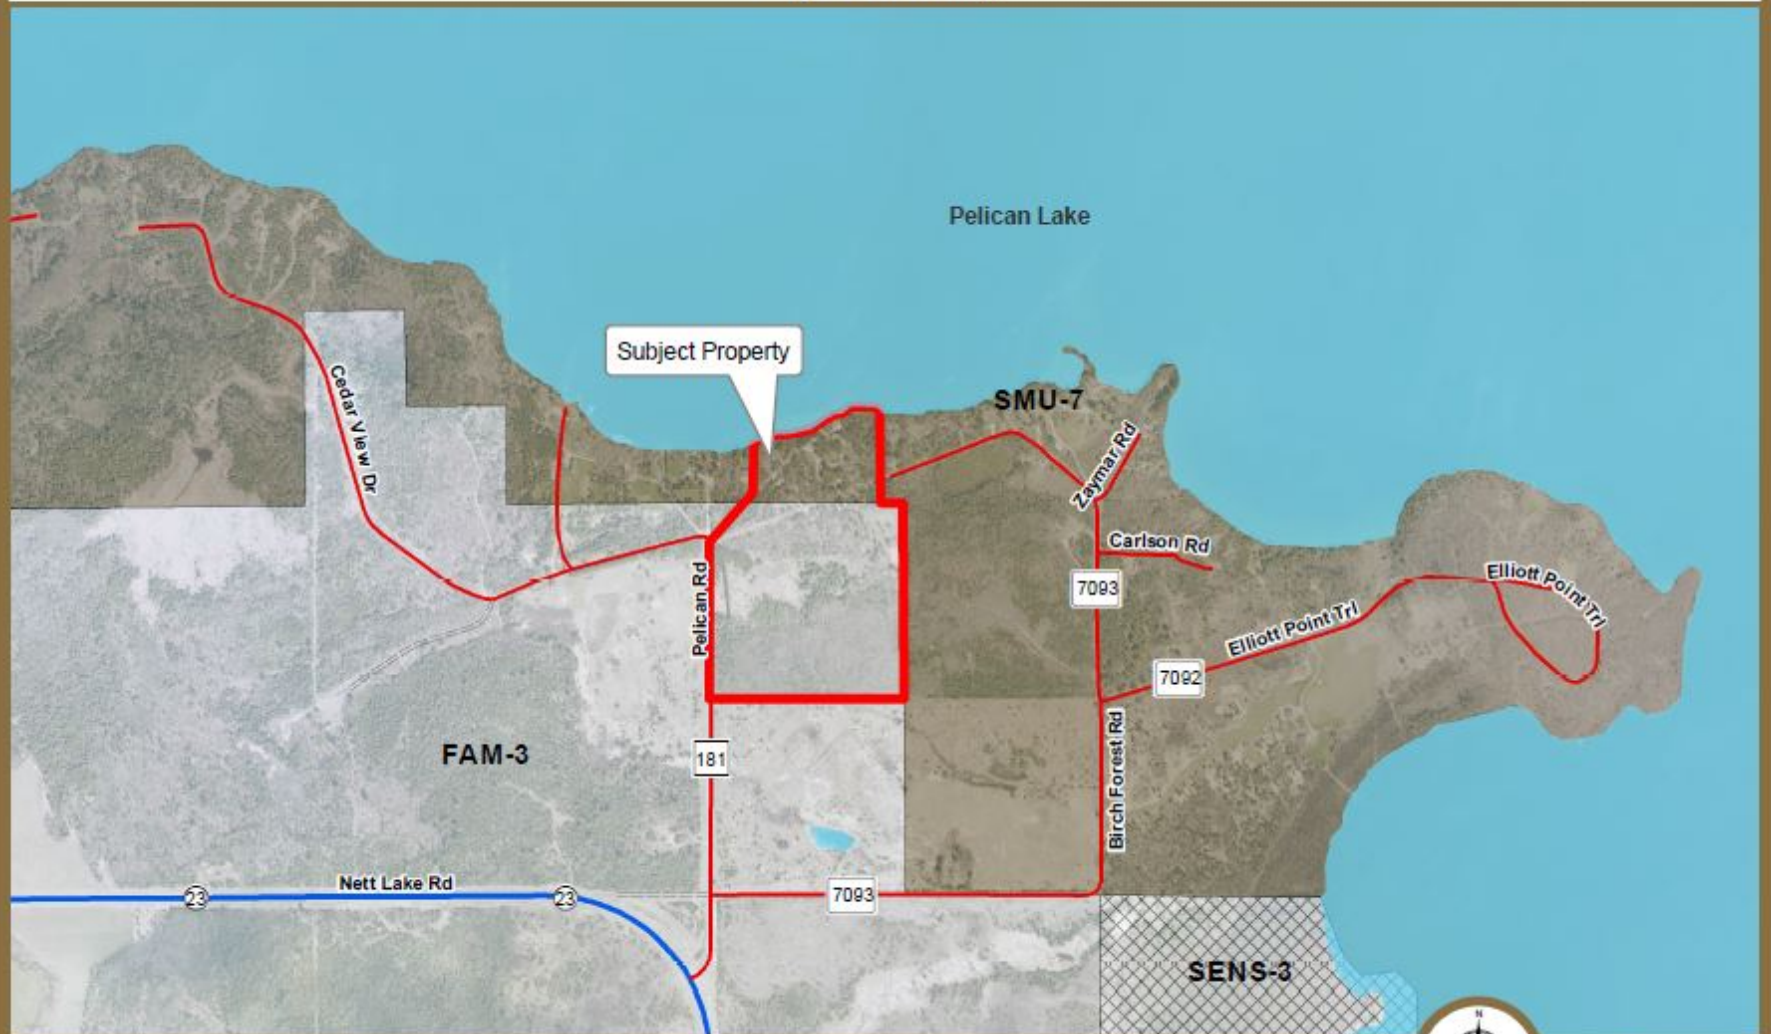 Pelican Lake
Subject Property
SMU-7
Cedar View Dr
Zaymar Rd
Carlson Rd
Pelican Rd
7093
Elliott Point Trl
Elliott Point Trl
7092
FAM-3
181
Birch Forest Rd
Nett Lake Rd
23
23
7093
SENS-3
N